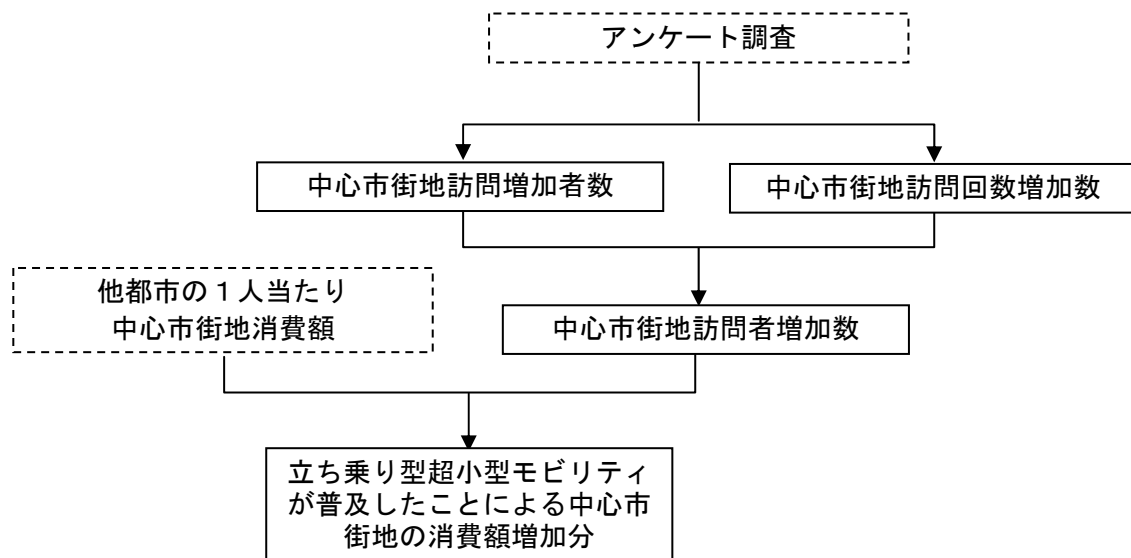 アンケート調査
中心市街地訪問増加者数
中心市街地訪問回数増加数
他都市の１人当たり
中心市街地消費額
中心市街地訪問者増加数
立ち乗り型超小型モビリティ
が普及したことによる中心市
街地の消費額増加分